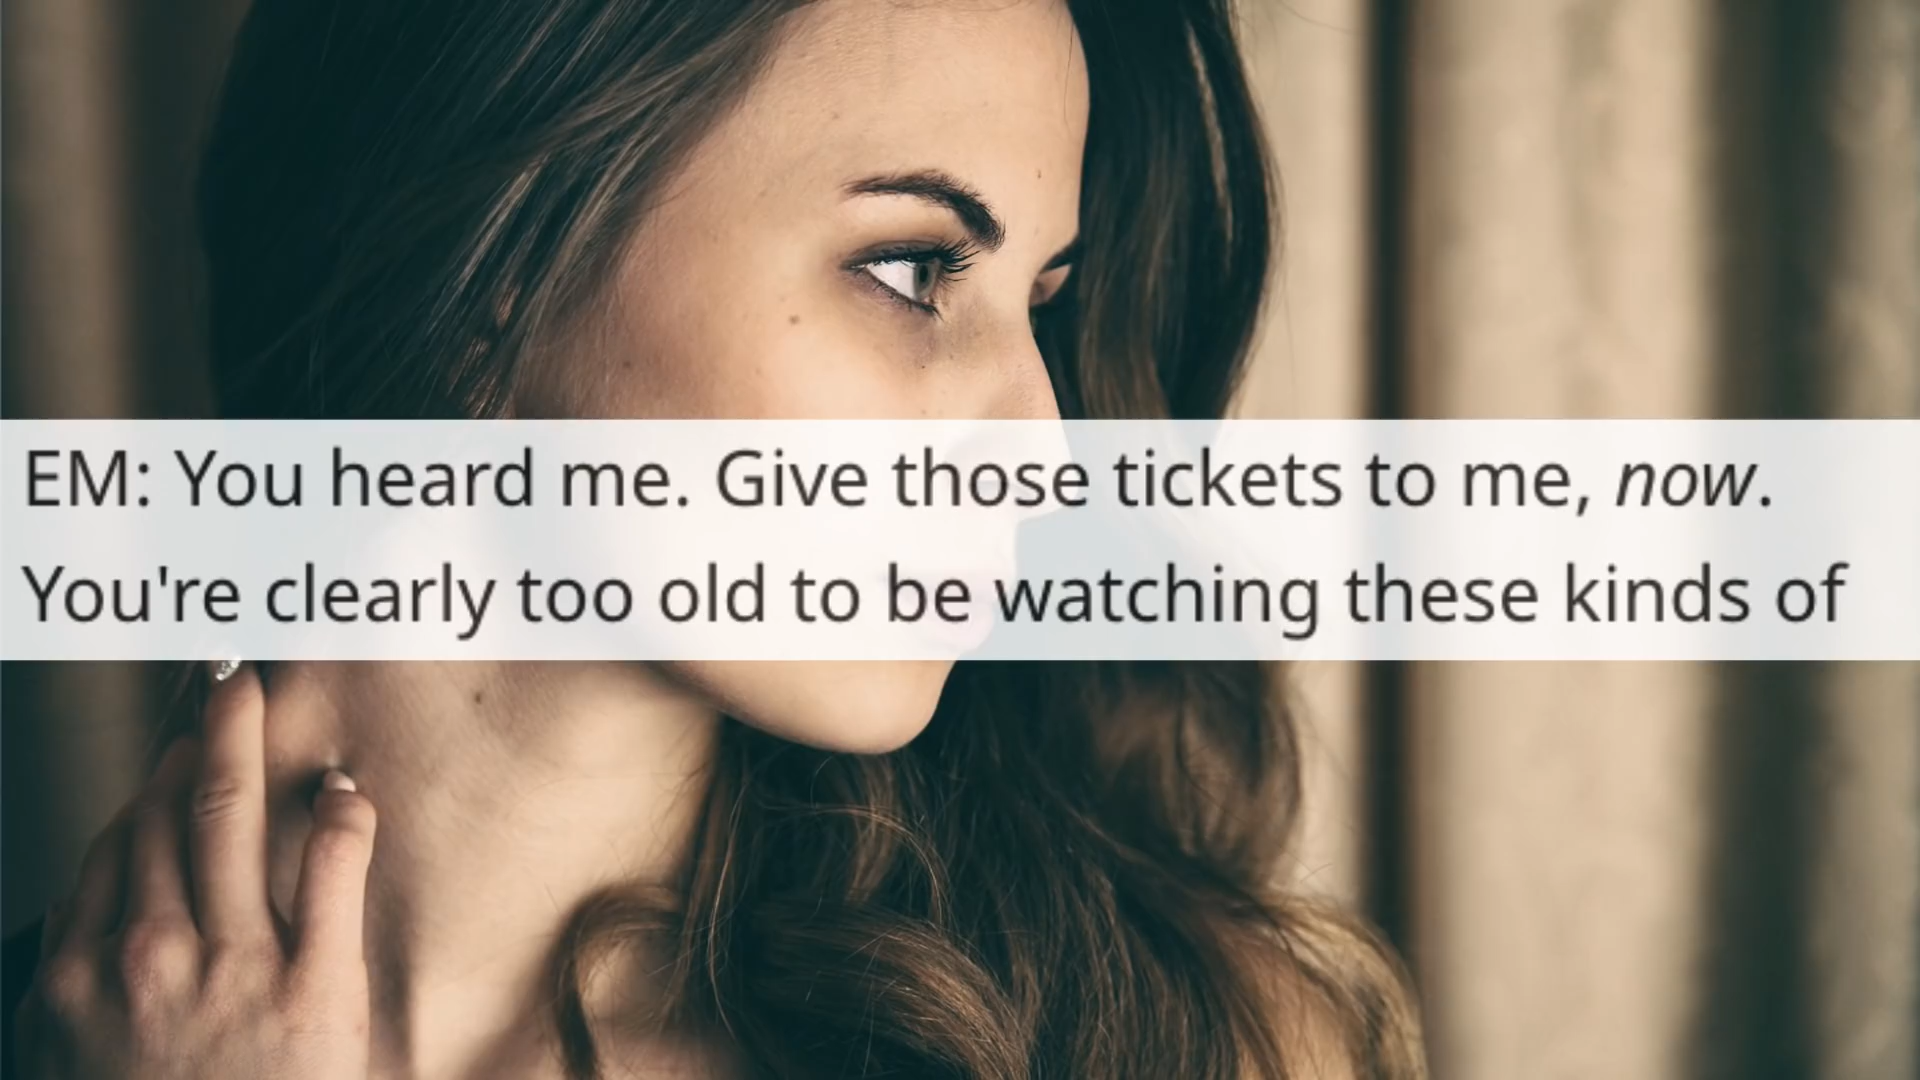 EM: You heard me. Give those tickets to me, now.
You're clearly too old to be watching these kinds of